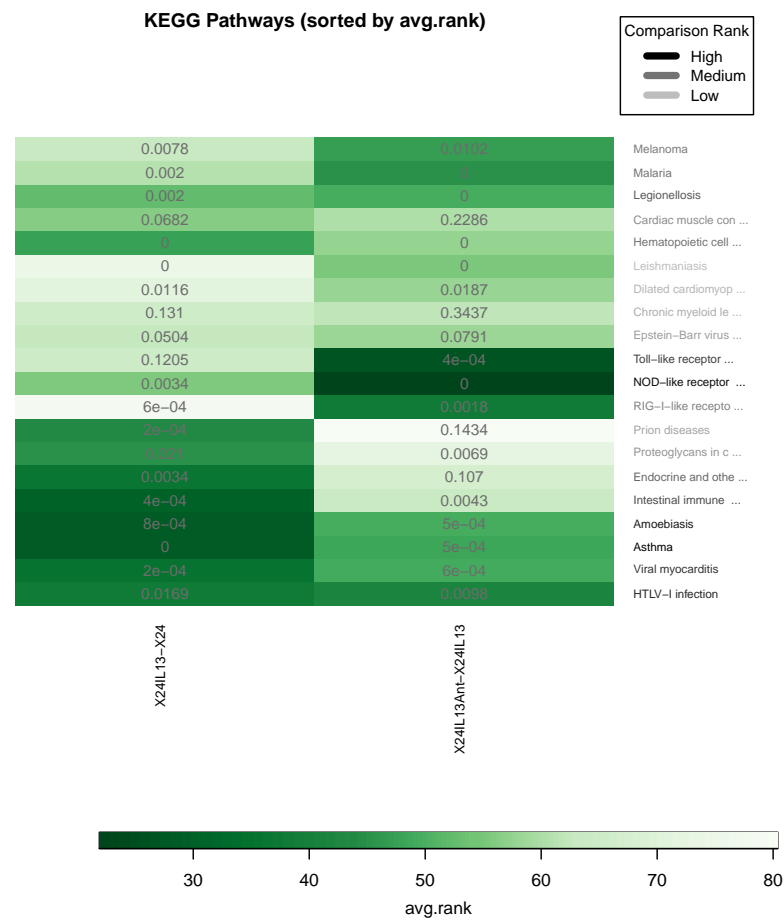 KEGG Pathways (sorted by avg.rank)
Comparison Rank
High
Medium
Low
0.0078 0.0102 Melanoma
0.002 0 Malaria
0.002 0 Legionellosis
0.0682 0.2286 Cardiac muscle con ...
0 0 Hematopoietic cell ...
0 0 Leishmaniasis
0.0116 0.0187 Dilated cardiomyop ...
0.131 0.3437 Chronic myeloid le ...
0.0504 0.0791 Epstein−Barr virus ...
0.1205 4e−04 Toll−like receptor ...
0.0034 0 NOD−like receptor ...
6e−04 0.0018 RIG−I−like recepto ...
2e−04 0.1434 Prion diseases
0.0069 Proteoglycans in c ...
0.0034 0.107 Endocrine and othe ...
4e−04 0.0043 Intestinal immune ...
8e−04 5e−04 Amoebiasis
0 5e−04 Asthma
2e−04 6e−04 Viral myocarditis
0.0169 0.0098 HTLV−I infection
X24IL13−X24
X24IL13Ant−X24IL13
30 40 50 60 70 80
avg.rank